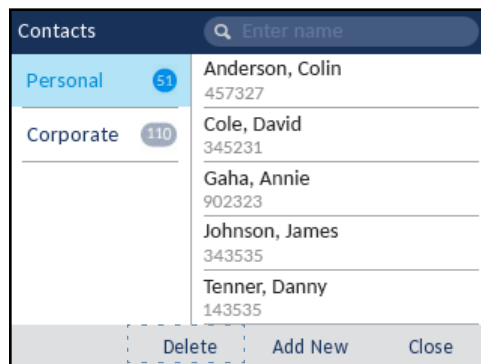 Contacts
Enter name
Personal 51
Corporate 110
Anderson, Colin
457327
Cole, David
345231
Gaha, Annie
902323
Johnson, James
343535
Tenner, Danny
143535
Delete Add New Close